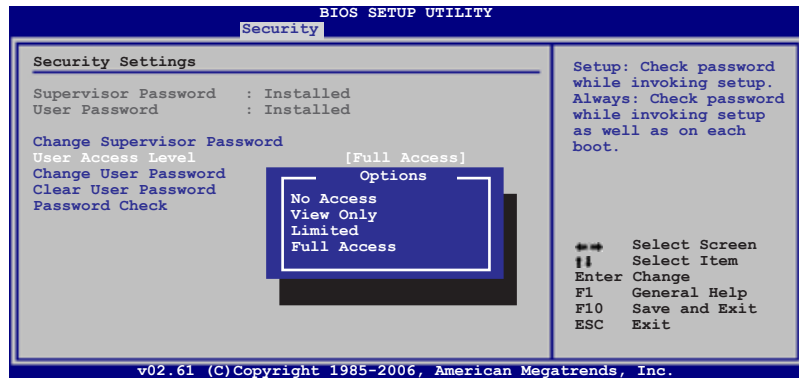 BIOS SETUP UTILITY
Security
Security Settings
Supervisor Password : Installed
User Password : Installed
Change Supervisor Password
User Access Level [Full Access]
Change User Password
Clear User Password
Password Check
Options
No Access
View Only
Limited
Full Access
Setup: Check password
while invoking setup.
Always: Check password
while invoking setup
as well as on each
boot.
Select Screen
Select Item
Enter Change
F1 General Help
F10 Save and Exit
ESC Exit
v02.61 (C)Copyright 1985-2006, American Megatrends, Inc.